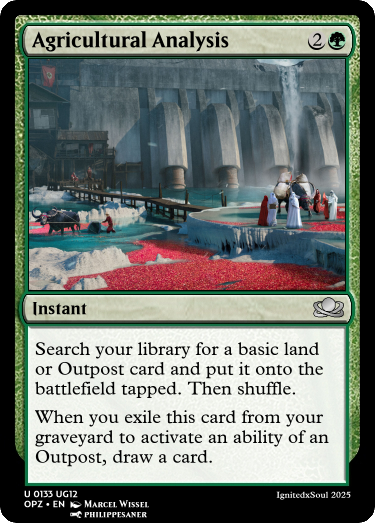 Agricultural Analysis 2
Instant
Search your library for a basic land
or Outpost card and put it onto the
battlefield tapped. Then shuffle.
When you exile this card from your
graveyard to activate an ability of an
Outpost, draw a card.
U 0133 UG12
OPZ • EN Marcel Wissel
philippesaner
IgnitedxSoul 2025